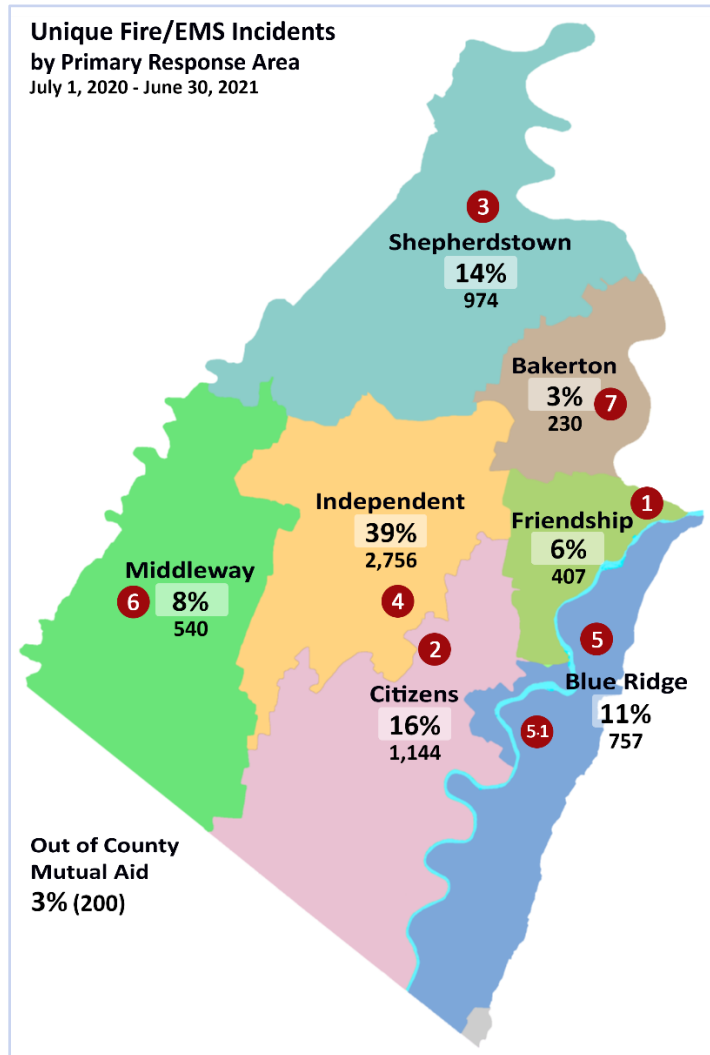 Unique Fire/EMS Incidents
by Primary Response Area
July 1, 2020 - June 30, 2021
3
Shepherdstown
14%
974
Bakerton
3%
7
230
1
Independent
39%
2,756
Friendship
6%
407
Middleway
6
8%
540
4
2
5
Citizens
16%
1,144
Blue Ridge
11%
757
5-1
Out of County
Mutual Aid
3% (200)